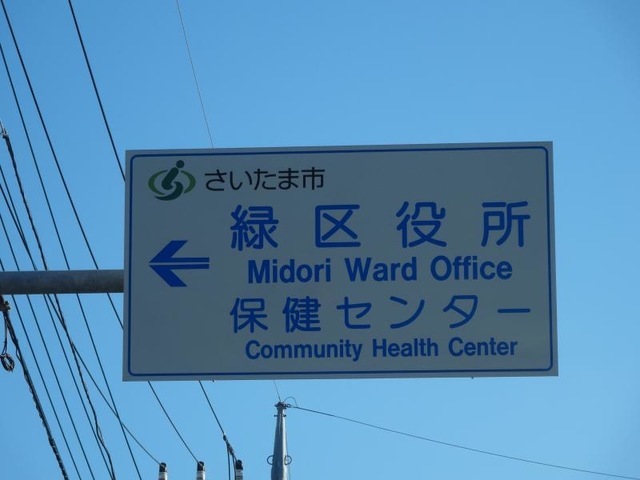 さいたま市
緑区役所
Midori Ward Office
保健センター
Community Health Center